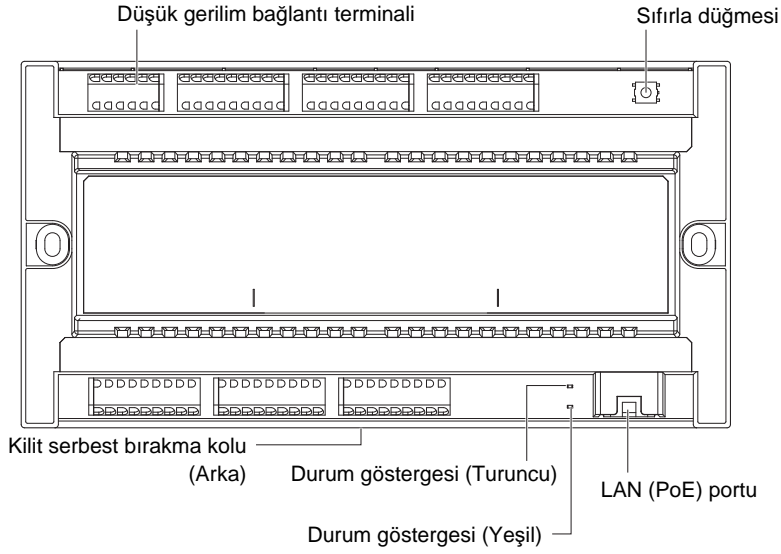 Düşük gerilim bağlantı terminali
Sıfırla düğmesi
Kilit serbest bırakma kolu
(Arka)
Durum göstergesi (Turuncu)
LAN (PoE) portu
Durum göstergesi (Yeşil)